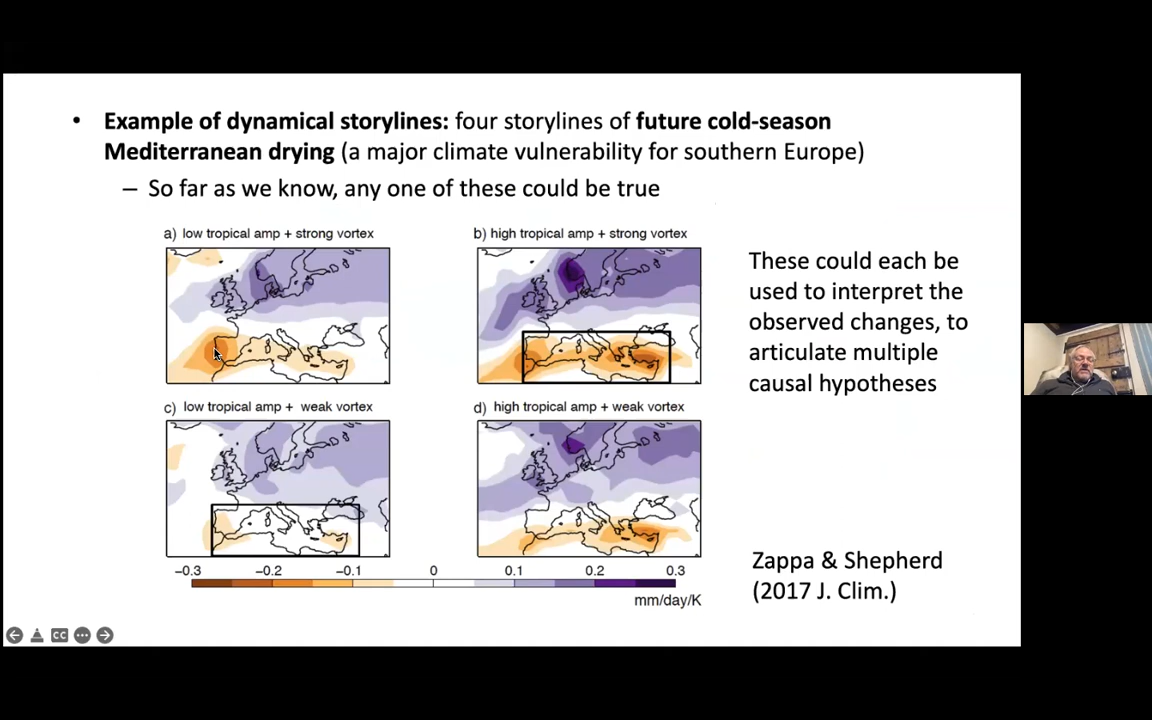 • Example of dynamical storylines: four storylines of future cold-season
Mediterranean drying (a major climate vulnerability for southern Europe)
– So far as we know, any one of these could be true
a) low tropical amp + strong vortex
b) high tropical amp + strong vortex
c) low tropical amp + weak vortex
d) high tropical amp + weak vortex
−0.3 −0.2 −0.1 0 0.1 0.2 0.3
mm/day/K
These could each be
used to interpret the
observed changes, to
articulate multiple
causal hypotheses
Zappa & Shepherd
(2017 J. Clim.)
CC